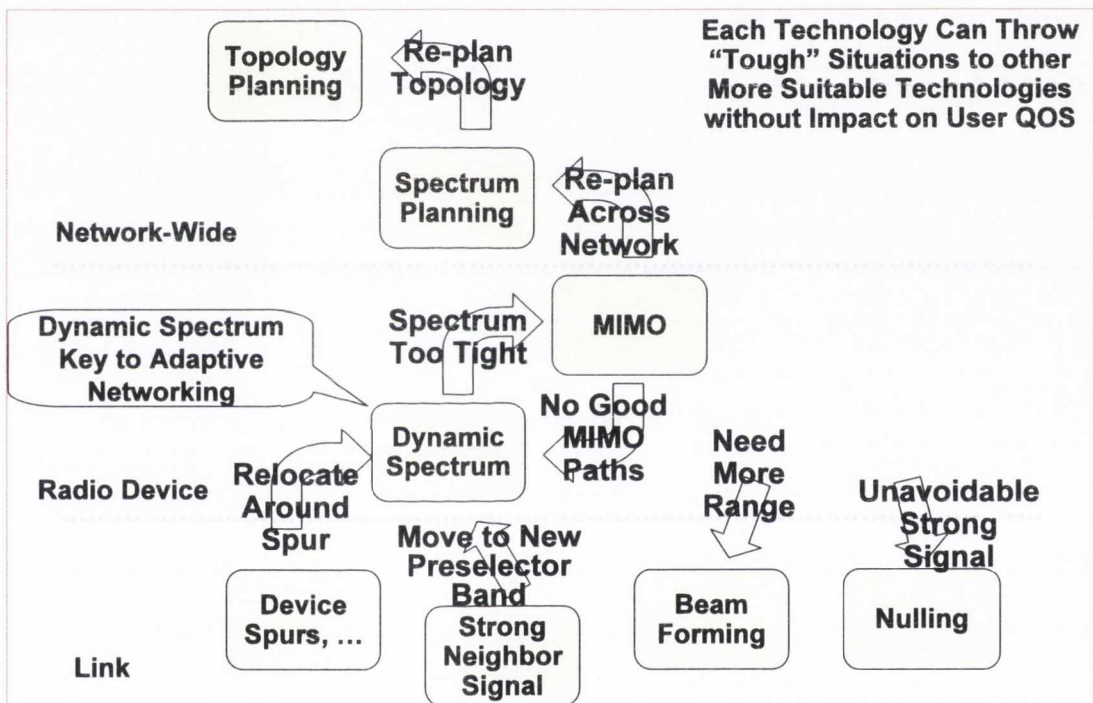 Each Technology Can Throw
“Tough” Situations to other
More Suitable Technologies
without Impact on User QOS
Topology
Planning
Re-plan
Topology
Spectrum
Planning
Re-plan
Across
Network
Network-Wide
Dynamic Spectrum
Key to Adaptive
Networking
Spectrum
Too Tight
MIMO
Dynamic
Spectrum
No Good
MIMO
Paths
Need
More
Range
Radio Device
Relocate
Around
Spur
Unavoidable
Strong
Signal
Move to New
Preselector
Band
Device
Spurs, ...
Strong
Neighbor
Signal
Beam
Forming
Nulling
Link